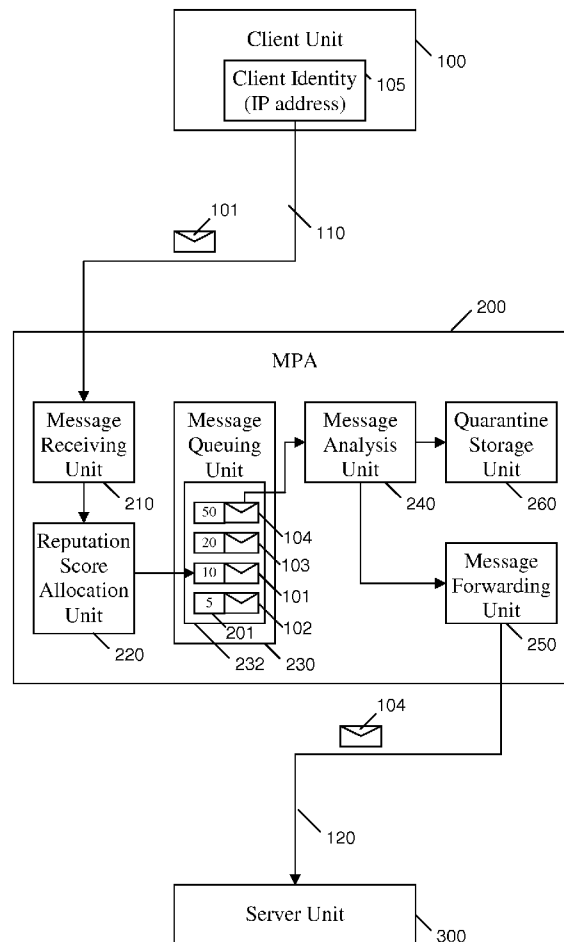 Client Unit
100
Client Identity
(IP address)
105
101
110
200
MPA
Message
Receiving
Unit
210
Message
Queuing
Unit
Message
Analysis
Unit
240
Quarantine
Storage
Unit
260
Reputation
Score
Allocation
Unit
220
50
104
20
103
10
101
5
201
102
232
230
Message
Forwarding
Unit
250
104
120
Server Unit
300